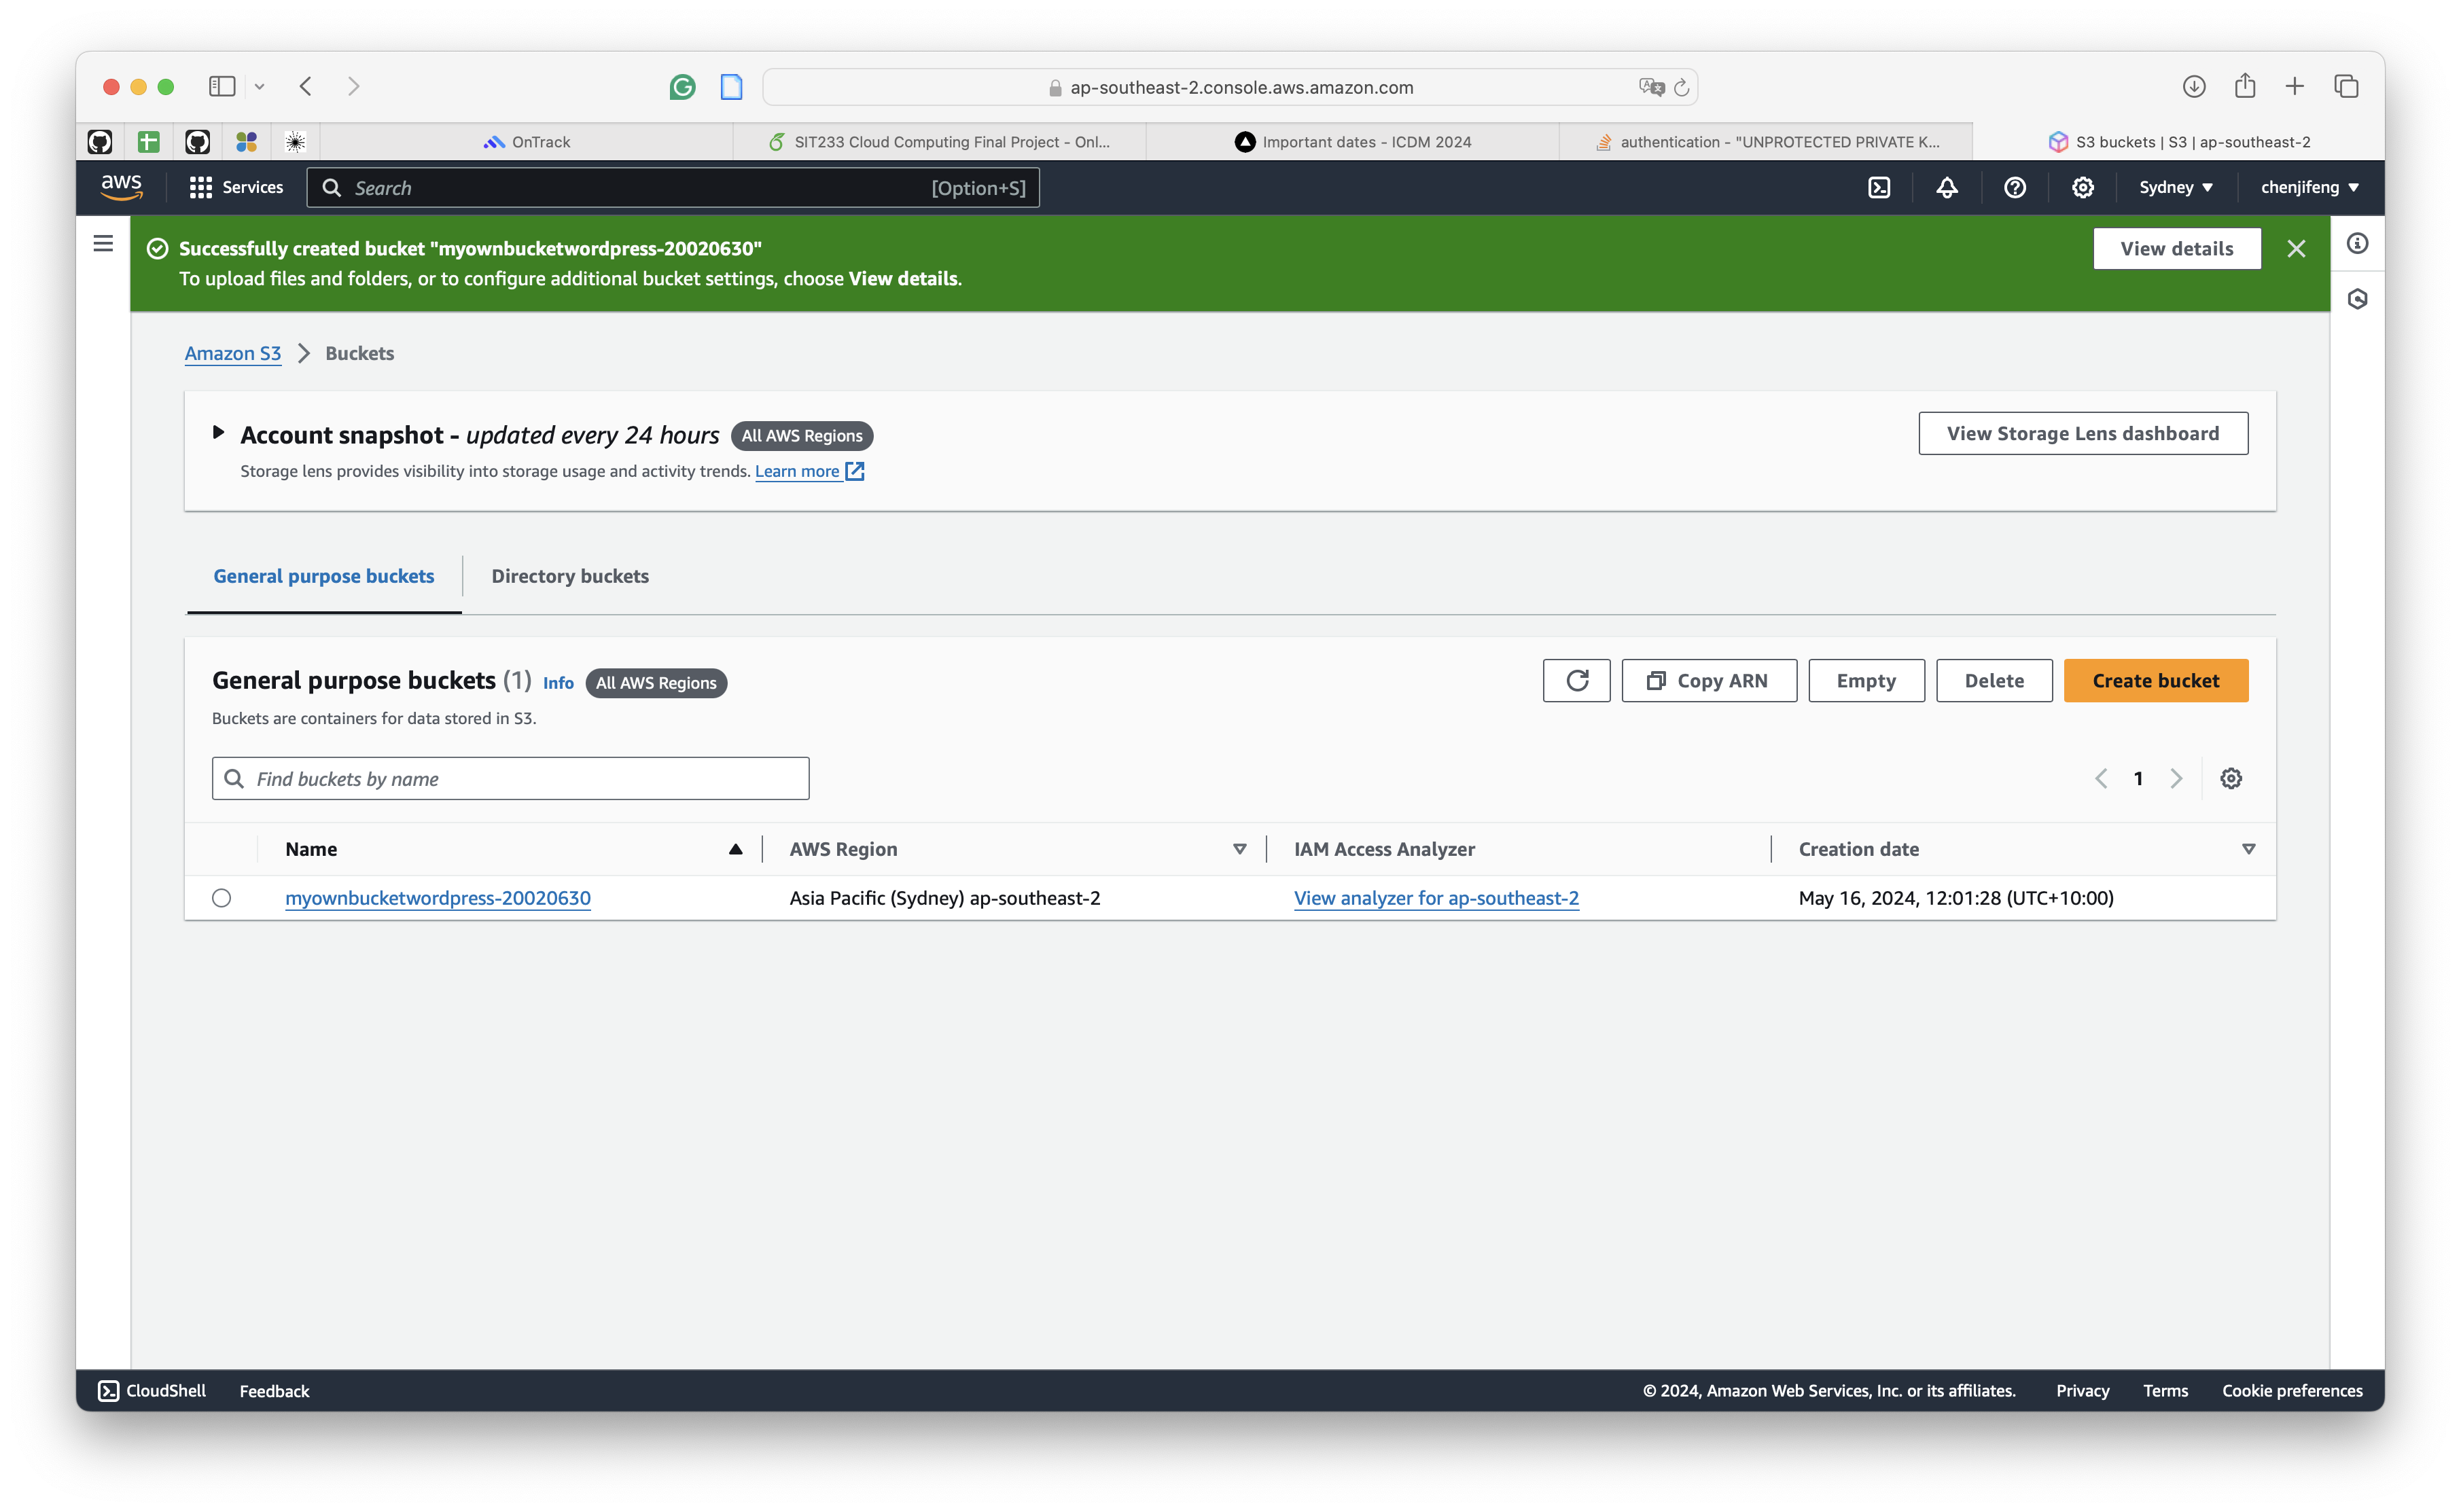 ap-southeast-2.console.aws.amazon.com
OnTrack
SIT233 Cloud Computing Final Project - Onl...
Important dates - ICDM 2024
authentication - "UNPROTECTED PRIVATE K...
S3 buckets | S3 | ap-southeast-2
aws
Services
Search
[Option+S]
Sydney
chenjifeng
Successfully created bucket "myownbucketwordpress-20020630"
To upload files and folders, or to configure additional bucket settings, choose View details.
View details
Amazon S3
Buckets
Account snapshot - updated every 24 hours
All AWS Regions
View Storage Lens dashboard
Storage lens provides visibility into storage usage and activity trends. Learn more
General purpose buckets
Directory buckets
General purpose buckets (1)
Info
All AWS Regions
Copy ARN
Empty
Delete
Create bucket
Buckets are containers for data stored in S3.
Find buckets by name
1
Name
AWS Region
IAM Access Analyzer
Creation date
myownbucketwordpress-20020630
Asia Pacific (Sydney) ap-southeast-2
View analyzer for ap-southeast-2
May 16, 2024, 12:01:28 (UTC+10:00)
CloudShell
Feedback
© 2024, Amazon Web Services, Inc. or its affiliates.
Privacy
Terms
Cookie preferences